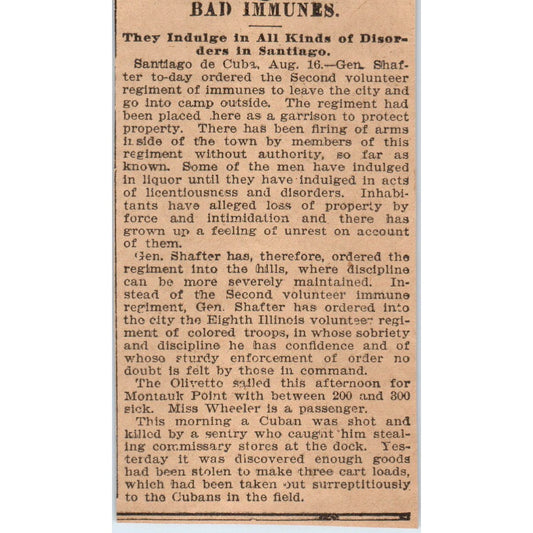 BAD IMMUNES.
They Indulge in All Kinds of Disor-
ders in Santiago.
Santiago de Cuba, Aug. 16.—Gen. Shaf-
ter to-day ordered the Second volunteer
regiment of immunes to leave the city and
go into camp outside. The regiment had
been placed here as a garrison to protect
property. There has been firing of arms
inside of the town by members of this
regiment without authority, so far as
known. Some of the men have indulged
in liquor until they have indulged in acts
of licentiousness and disorders. Inhabi-
tants have alleged loss of property by
force and intimidation and there has
grown up a feeling of unrest on account
of them.
Gen. Shafter has, therefore, ordered the
regiment into the hills, where discipline
can be more severely maintained. In-
stead of the Second volunteer immune
regiment, Gen. Shafter has ordered into
the city the Eighth Illinois volunteer regi-
ment of colored troops, in whose sobriety
and discipline he has confidence and of
whose sturdy enforcement of order no
doubt is felt by those in command.
The Olivetto sailed this afternoon for
Montauk Point with between 200 and 300
sick. Miss Wheeler is a passenger.
This morning a Cuban was shot and
killed by a sentry who caught him steal-
ing commissary stores at the dock. Yes-
terday it was discovered enough goods
had been stolen to make three cart loads,
which had been taken out surreptitiously
to the Cubans in the field.